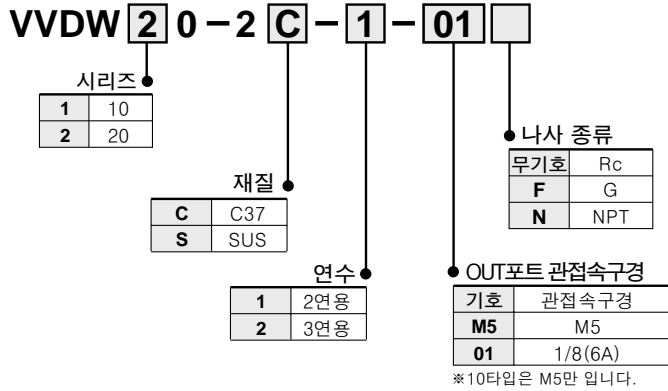 VVDW 2 0 - 2 C - 1 - 01
시리즈
1 10
2 20
재질
C C37
S SUS
연수
1 2연용
2 3연용
나사 종류
무기호 Rc
F G
N NPT
OUT포트 관접속구경
기호 관접속구경
M5 M5
01 1/8(6A)
※10타입은 M5만 입니다.